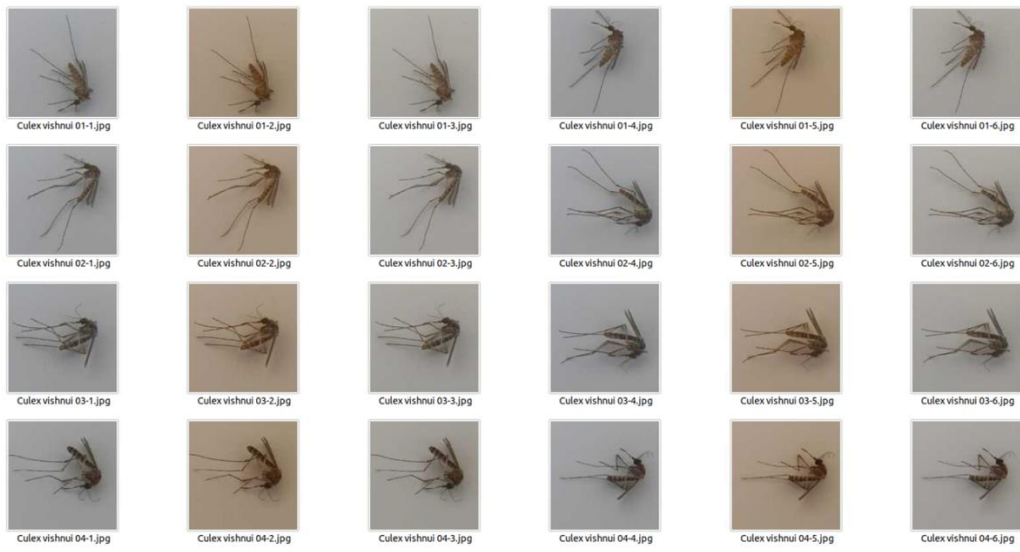 Culex vishnui 01-1.jpg Culex vishnui 01-2.jpg Culex vishnui 01-3.jpg Culex vishnui 01-4.jpg Culex vishnui 01-5.jpg Culex vishnui 01-6.jpg
Culex vishnui 02-1.jpg Culex vishnui 02-2.jpg Culex vishnui 02-3.jpg Culex vishnui 02-4.jpg Culex vishnui 02-5.jpg Culex vishnui 02-6.jpg
Culex vishnui 03-1.jpg Culex vishnui 03-2.jpg Culex vishnui 03-3.jpg Culex vishnui 03-4.jpg Culex vishnui 03-5.jpg Culex vishnui 03-6.jpg
Culex vishnui 04-1.jpg Culex vishnui 04-2.jpg Culex vishnui 04-3.jpg Culex vishnui 04-4.jpg Culex vishnui 04-5.jpg Culex vishnui 04-6.jpg